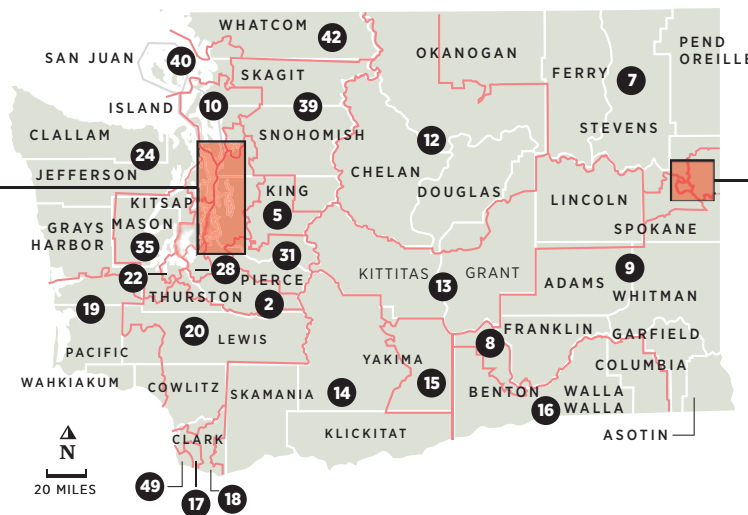 WHATCOM
42
SAN JUAN
40
OKANOGAN
PEND
OREILLE
FERRY
7
SKAGIT
ISLAND
10
39
CLALLAM
SNOHOMISH
STEVENS
12
24
JEFFERSON
CHELAN
KING
DOUGLAS
LINCOLN
KITSAP
MASON
5
GRAYS
HARBOR
SPOKANE
35
31
22
28
PIERCE
KITTITAS
13
GRANT
ADAMS
9
WHITMAN
THURSTON
2
19
20
LEWIS
FRANKLIN
GARFIELD
8
PACIFIC
YAKIMA
COLUMBIA
WAHKIAKUM
COWLITZ
SKAMANIA
14
15
BENTON
16
WALLA
WALLA
CLARK
KLICKITAT
ASOTIN
N
20 MILES
49
17
18